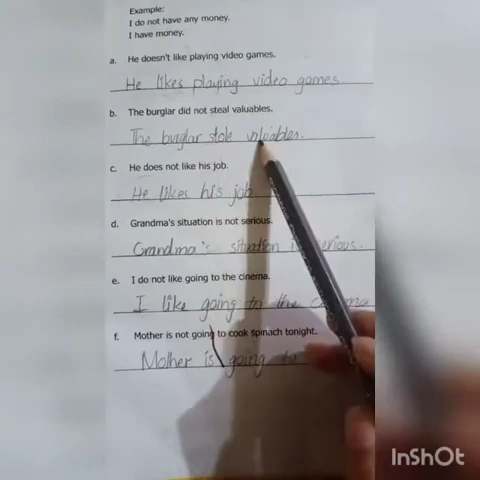 Example:
I do not have any money.
I have money.
a. He doesn't like playing video games.
He likes playing video games
b. The burglar did not steal valuables.
The burglar stole valuables.
c. He does not like his job.
He likes his job.
d. Grandma's situation is not serious.
Grandma's situation is serious.
e. I do not like going to the cinema.
I like going to the
f. Mother is not going to cook spinach tonight.
Mother is going to
InShOt